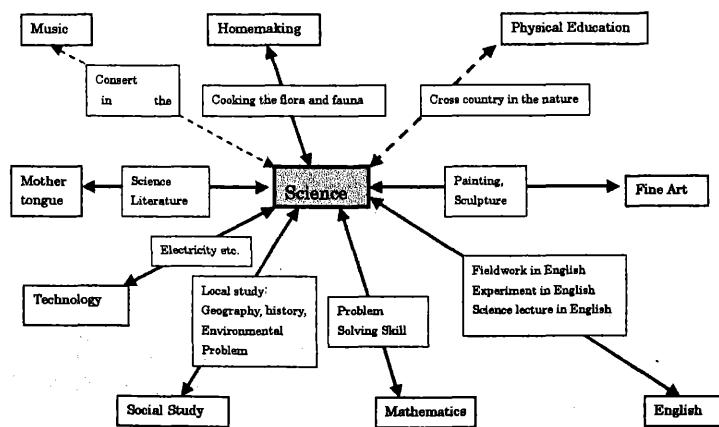 Music
Homemaking
Physical Education
Consert
in the
Cooking the flora and fauna
Cross country in the nature
Mother
tongue
Science
Literature
Science
Painting,
Sculpture
Fine Art
Electricity etc.
Technology
Local study:
Geography, history,
Environmental
Problem
Problem
Solving Skill
Fieldwork in English
Experiment in English
Science lecture in English
Social Study
Mathematics
English